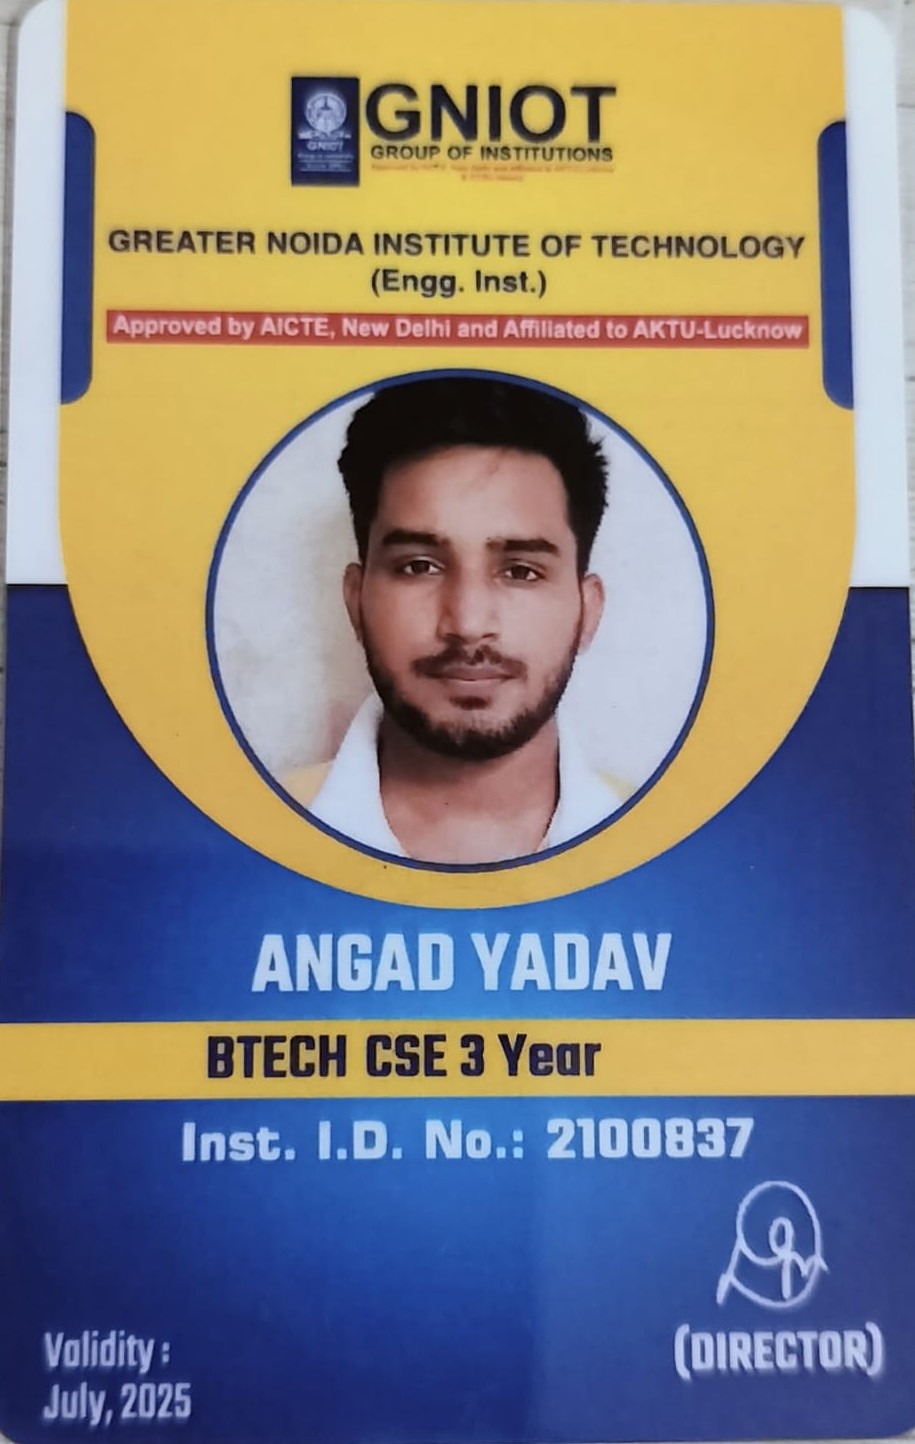 GNIOT
GROUP OF INSTITUTIONS
GNIOT
GREATER NOIDA INSTITUTE OF TECHNOLOGY
(Engg. Inst.)
Approved by AICTE, New Delhi and Affiliated to AKTU-Lucknow
ANGAD YADAV
BTECH CSE 3 Year
Inst. I.D. No.: 2100837
(DIRECTOR)
Validity :
July, 2025